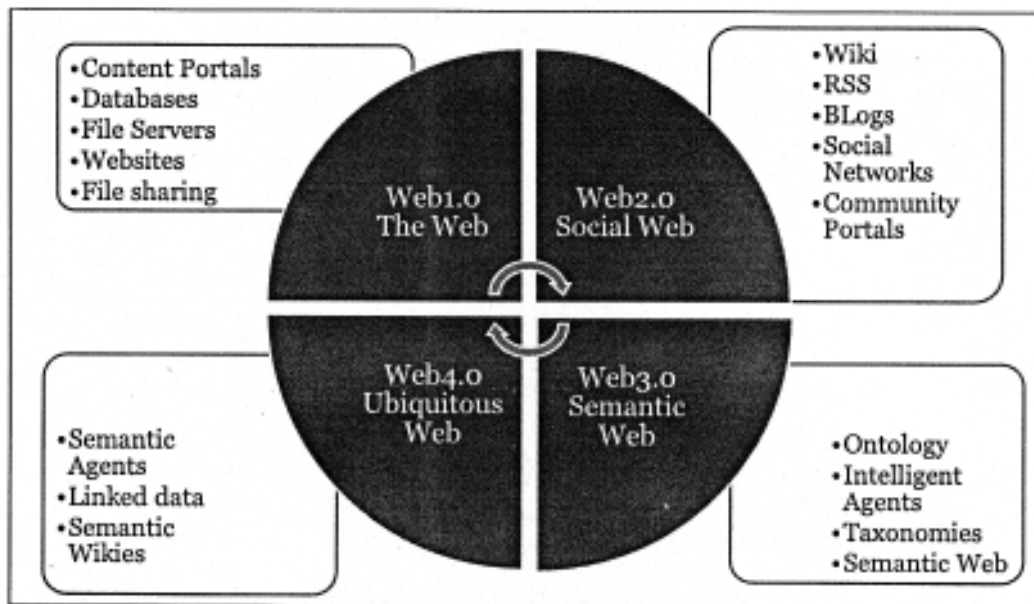 •Content Portals
•Databases
•File Servers
•Websites
•File sharing
Web1.0
The Web
Web2.0
Social Web
•Wiki
•RSS
•BLogs
•Social
Networks
•Community
Portals
•Semantic
Agents
•Linked data
•Semantic
Wikies
Web4.0
Ubiquitous
Web
Web3.0
Semantic
Web
•Ontology
•Intelligent
Agents
•Taxonomies
•Semantic Web